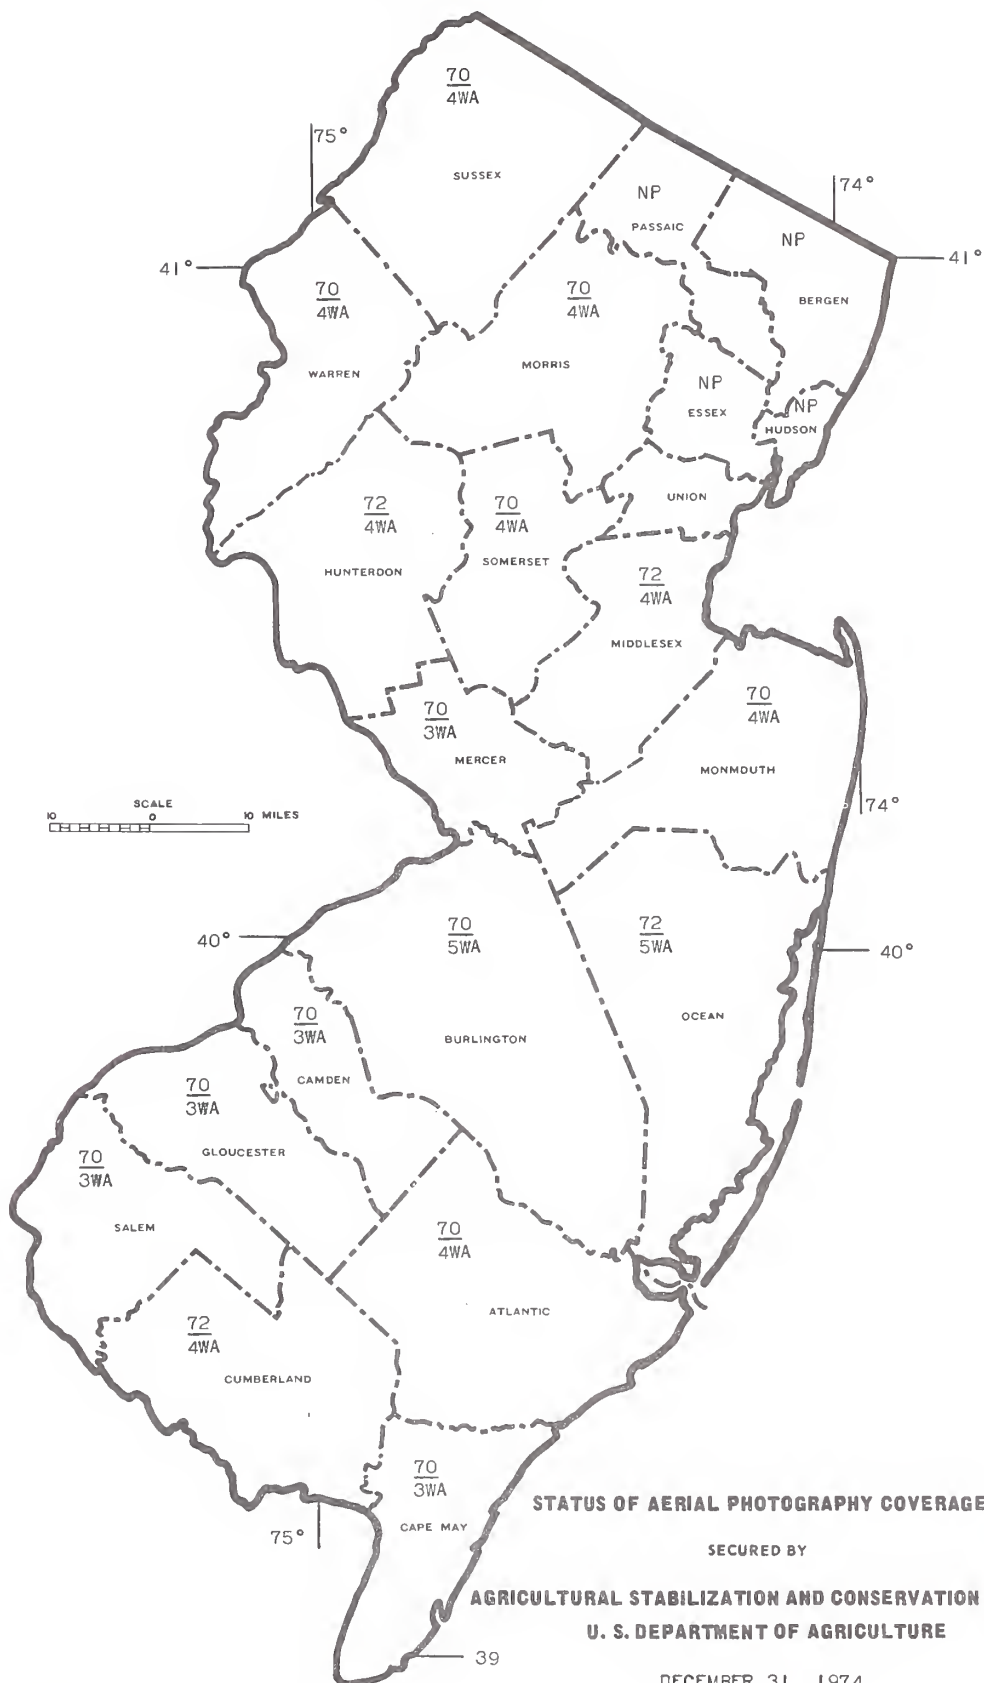 70
4WA
75°
SUSSEX
NP
PASSAIC
74°
NP
41°
41°
BERGEN
70
4WA
70
4WA
WARREN
MORRIS
NP
ESSEX
NP
HUDSON
72
4WA
70
4WA
UNION
HUNTERDON
SOMERSET
72
4WA
MIDDLESEX
70
3WA
MERCER
70
4WA
MONMOUTH
SCALE
10 0 10 MILES
74°
40°
70
5WA
72
5WA
40°
70
3WA
BURLINGTON
OCEAN
CAMDEN
70
3WA
GLOUCESTER
70
3WA
SALEM
70
4WA
ATLANTIC
72
4WA
CUMBERLAND
70
3WA
CAPE MAY
75°
39
STATUS OF AERIAL PHOTOGRAPHY COVERAGE
SECURED BY
AGRICULTURAL STABILIZATION AND CONSERVATION
U. S. DEPARTMENT OF AGRICULTURE
DECEMBER 31, 1974